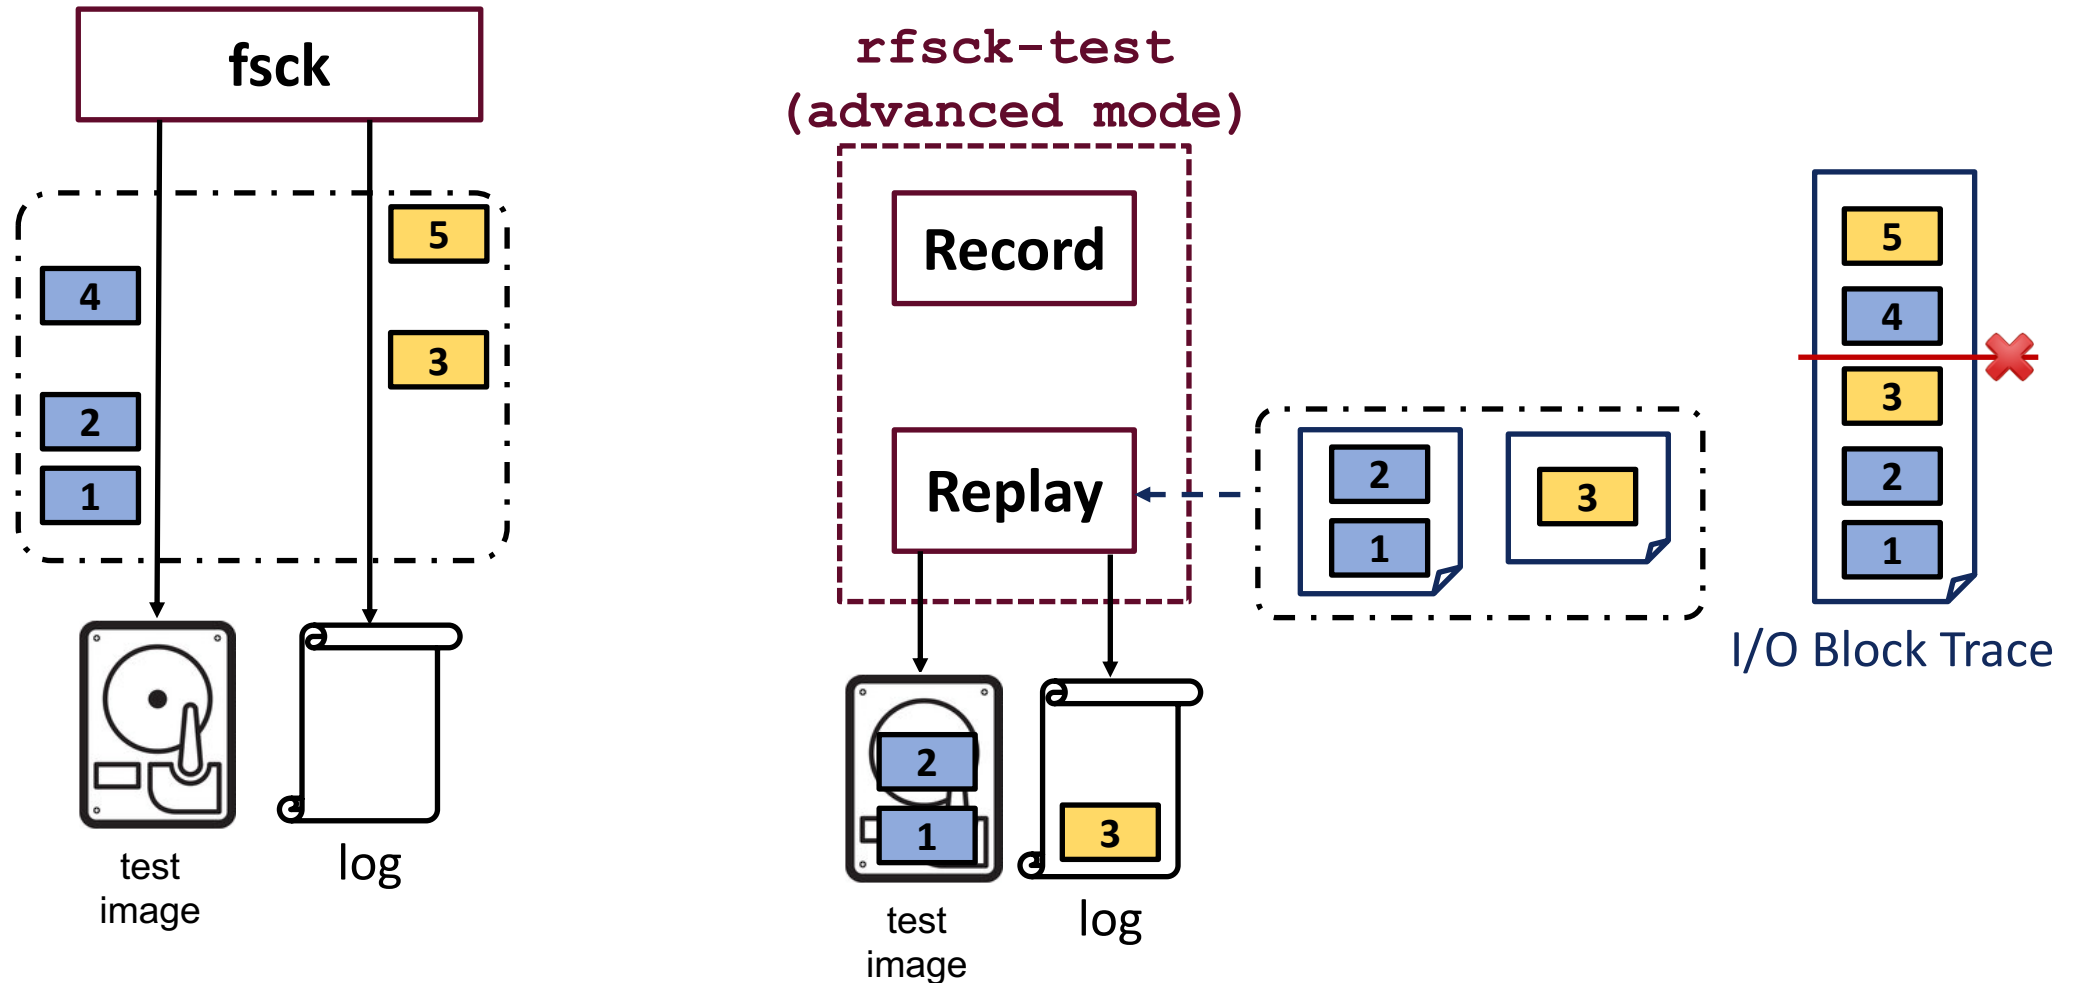 fsck
5
4
3
2
1
test
image
log
rfsck-test
(advanced mode)
Record
Replay
2
1
3
2
1
3
test
image
log
5
4
3
2
1
I/O Block Trace